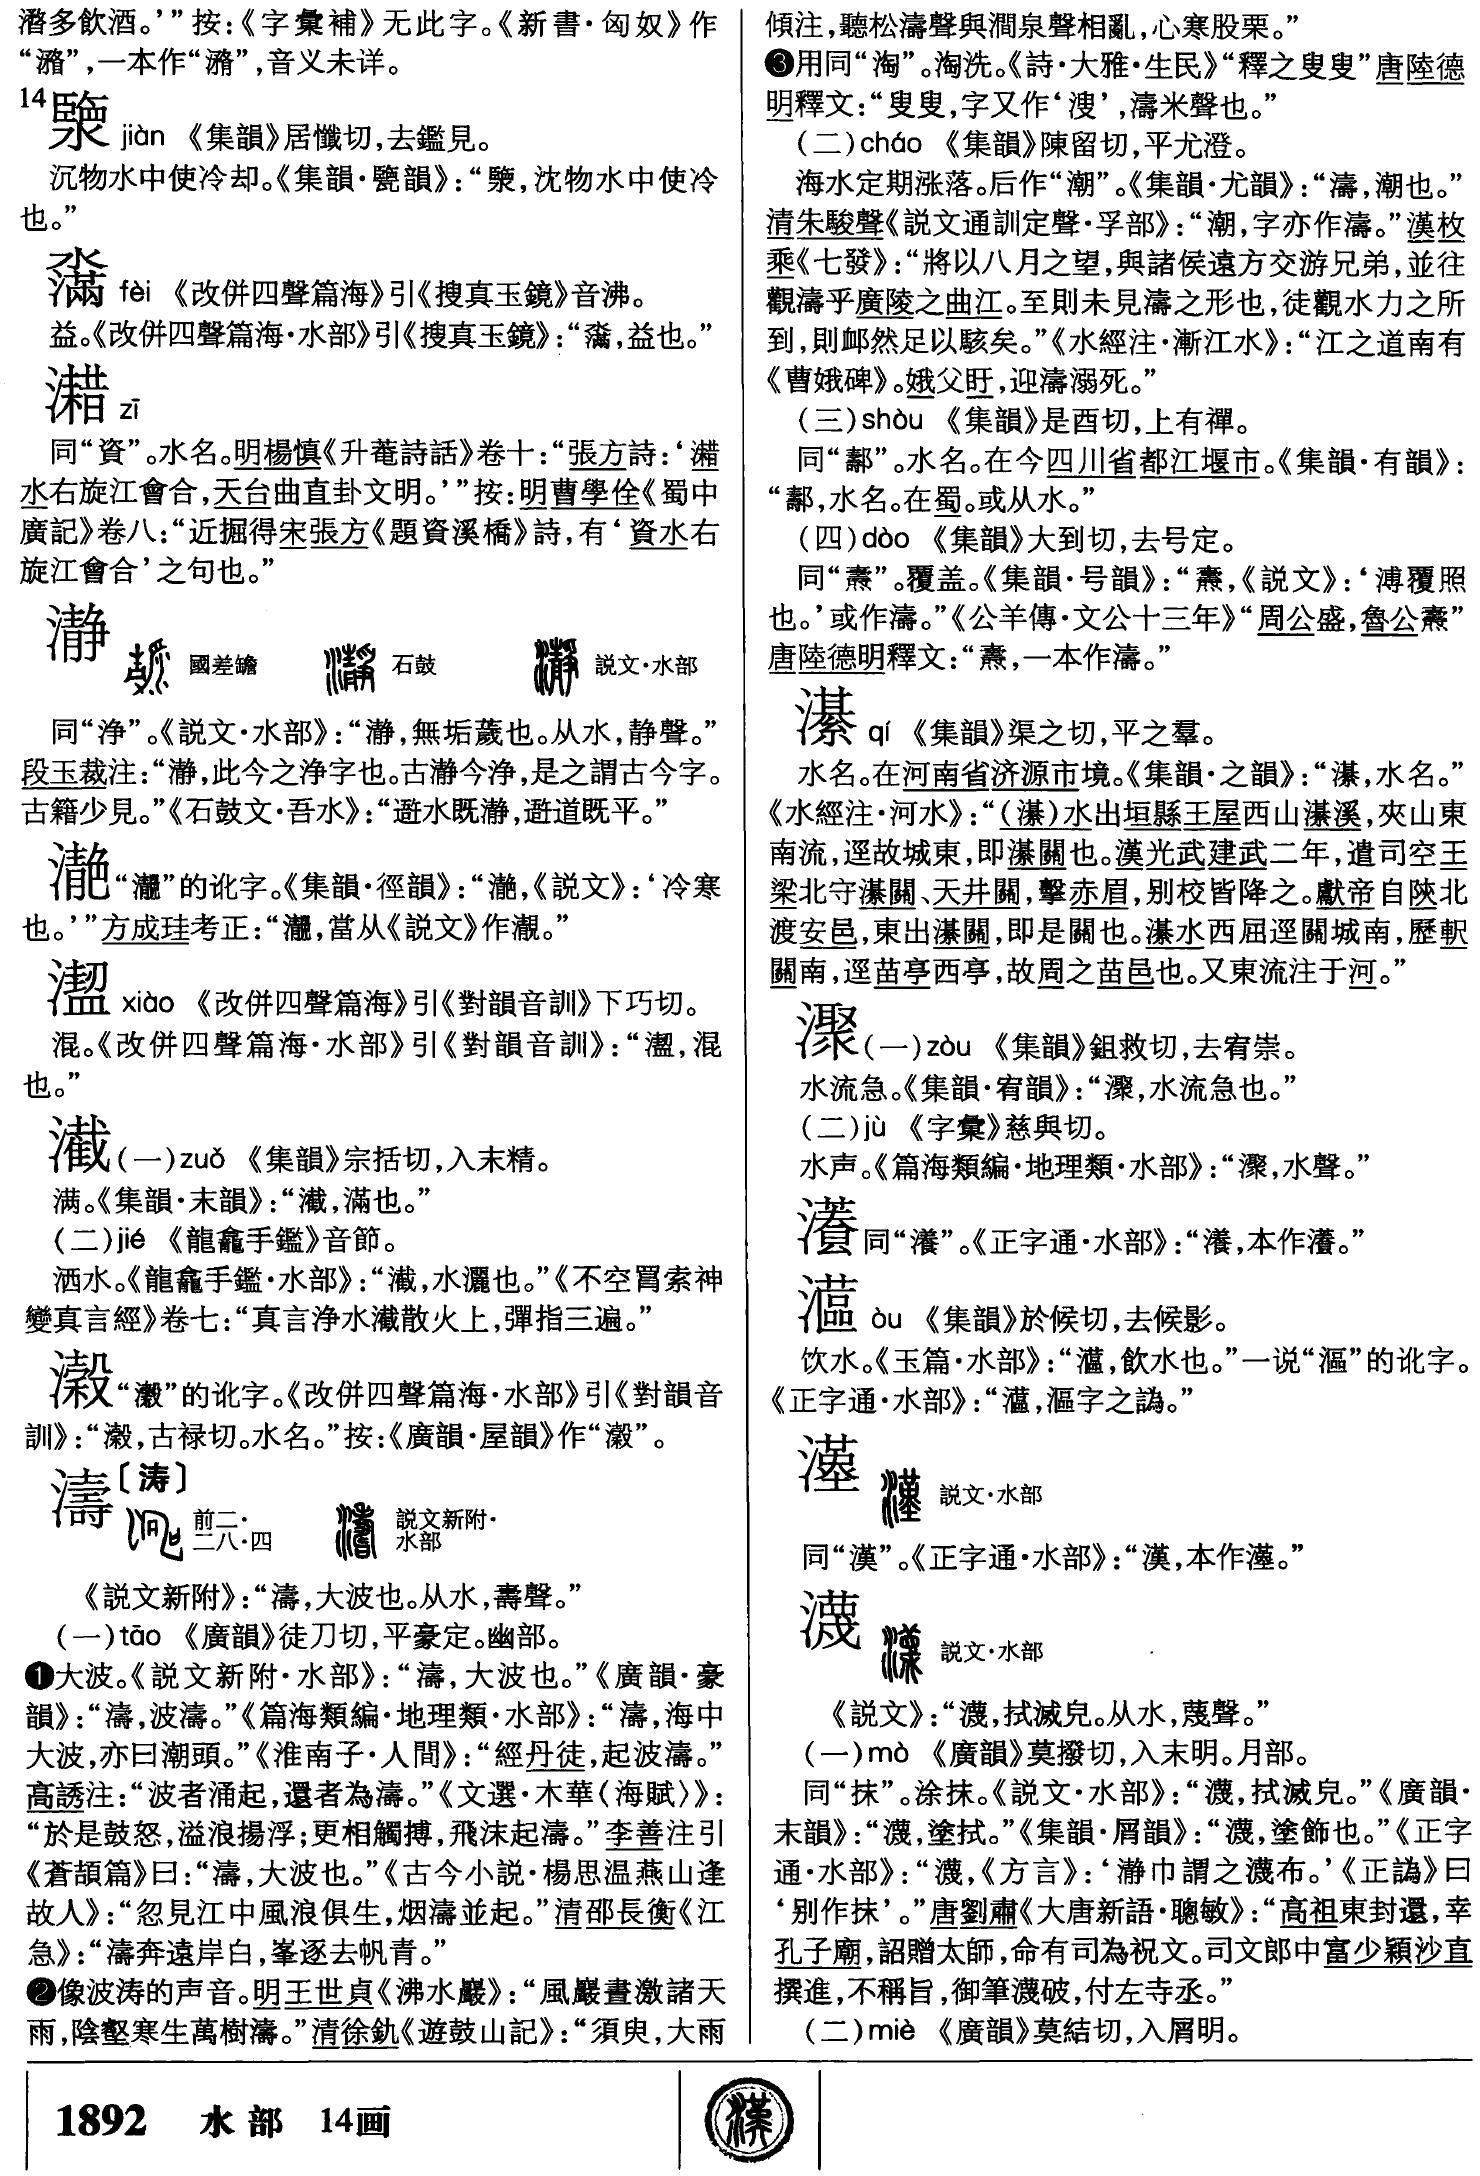 潛多飲酒。’”按：《字彙補》无此字。《新書·匈奴》作
“潃”，一本作“潃”，音义未详。
14
jiàn 《集韻》居懺切，去鑑見。
沉物水中使冷却。《集韻·甕韻》：“䁠，沈物水中使冷
也。”
fèi 《改併四聲篇海》引《搜真玉鏡》音沸。
益。《改併四聲篇海·水部》引《搜真玉鏡》：“，益也。”
zī
同“資”。水名。明楊慎《升菴詩話》卷十：“張方詩：‘
水右旋江會合，天台曲直卦文明。’”按：明曹學佺《蜀中
廣記》卷八：“近掘得宋張方《題資溪橋》詩，有‘資水右
旋江會合’之句也。”
瀞 國差𦉜 石鼓 説文·水部
同“净”。《説文·水部》：“瀞，無垢薉也。从水，静聲。”
段玉裁注：“瀞，此今之净字也。古瀞今净，是之謂古今字。
古籍少見。”《石鼓文·吾水》：“避水既瀞，避道既平。”
“”的讹字。《集韻·徑韻》：“，《説文》：‘冷寒
也。’”方成珪考正：“，當从《説文》作瀙。”
xiào 《改併四聲篇海》引《對韻音訓》下巧切。
混。《改併四聲篇海·水部》引《對韻音訓》：“，混
也。”
㶡（一）zuǒ 《集韻》宗括切，入末精。
满。《集韻·末韻》：“，滿也。”
（二）jié 《龍龕手鑑》音節。
洒水。《龍龕手鑑·水部》：“，水灑也。”《不空罥索神
變真言經》卷七：“真言浄水散火上，彈指三遍。”
“瀫”的讹字。《改併四聲篇海·水部》引《對韻音
訓》：“，古禄切。水名。”按：《廣韻·屋韻》作“瀫”。
濤〔涛〕 前二·二八·四 説文新附·水部
《説文新附》：“濤，大波也。从水，壽聲。”
（一）tāo 《廣韻》徒刀切，平豪定。幽部。
❶大波。《説文新附·水部》：“濤，大波也。”《廣韻·豪
韻》：“濤，波濤。”《篇海類編·地理類·水部》：“濤，海中
大波，亦曰潮頭。”《淮南子·人間》：“經丹徒，起波濤。”
高誘注：“波者涌起，還者為濤。”《文選·木華〈海賦〉》：
“於是鼓怒，溢浪揚浮；更相觸搏，飛沫起濤。”李善注引
《蒼頡篇》曰：“濤，大波也。”《古今小説·楊思温燕山逢
故人》：“忽見江中風浪俱生，烟濤並起。”清邵長衡《江
急》：“濤奔遠岸白，峯逐去帆青。”
❷像波涛的声音。明王世貞《沸水巖》：“風巖晝激諸天
雨，陰壑寒生萬樹濤。”清徐釚《遊鼓山記》：“須臾，大雨
傾注，聽松濤聲與澗泉聲相亂，心寒股栗。”
❸用同“淘”。淘洗。《詩·大雅·生民》“釋之叟叟”唐陸德
明釋文：“叟叟，字又作‘溲’，濤米聲也。”
（二）cháo 《集韻》陳留切，平尤澄。
海水定期涨落。后作“潮”。《集韻·尤韻》：“濤，潮也。”
清朱駿聲《説文通訓定聲·孚部》：“潮，字亦作濤。”漢枚
乘《七發》：“將以八月之望，與諸侯遠方交游兄弟，並往
觀濤乎廣陵之曲江。至則未見濤之形也，徒觀水力之所
到，則卹然足以駭矣。”《水經注·漸江水》：“江之道南有
《曹娥碑》。娥父盱，迎濤溺死。”
（三）shòu 《集韻》是酉切，上有禪。
同“𨞪”。水名。在今四川省都江堰市。《集韻·有韻》：
“𨞪，水名。在蜀。或从水。”
（四）dòo 《集韻》大到切，去号定。
同“燾”。覆盖。《集韻·号韻》：“燾，《説文》：‘溥覆照
也。’或作濤。”《公羊傳·文公十三年》“周公盛，魯公燾”
唐陸德明釋文：“燾，一本作濤。”
濝 qí 《集韻》渠之切，平之羣。
水名。在河南省济源市境。《集韻·之韻》：“濝，水名。”
《水經注·河水》：“（濝）水出垣縣王屋西山濝溪，夾山東
南流，逕故城東，即濝關也。漢光武建武二年，遣司空王
梁北守濝關、天井關，擊赤眉，别校皆降之。獻帝自陝北
渡安邑，東出濝關，即是關也。濝水西屈逕關城南，歷軹
關南，逕苗亭西亭，故周之苗邑也。又東流注于河。”
㵵（一）zòu 《集韻》鉏救切，去宥崇。
水流急。《集韻·宥韻》：“，水流急也。”
（二）jù 《字彙》慈與切。
水声。《篇海類編·地理類·水部》：“，水聲。”
同“瀁”。《正字通·水部》：“瀁，本作。”
òu 《集韻》於候切，去候影。
饮水。《玉篇·水部》：“，飲水也。”一说“漚”的讹字。
《正字通·水部》：“，漚字之譌。”
説文·水部
同“漢”。《正字通·水部》：“漢，本作。”
瀎 説文·水部
《説文》：“瀎，拭滅皃。从水，蔑聲。”
（一）mò 《廣韻》莫撥切，入末明。月部。
同“抹”。涂抹。《説文·水部》：“瀎，拭滅皃。”《廣韻·
末韻》：“瀎，塗拭。”《集韻·屑韻》：“瀎，塗飾也。”《正字
通·水部》：“瀎，《方言》：‘瀞巾謂之瀎布。’《正譌》曰
‘别作抹’。”唐劉肅《大唐新語·聰敏》：“高祖東封還，幸
孔子廟，詔贈太師，命有司為祝文。司文郎中富少穎沙直
撰進，不稱旨，御筆瀎破，付左寺丞。”
（二）miè 《廣韻》莫結切，入屑明。
1892 水部 14画
漢